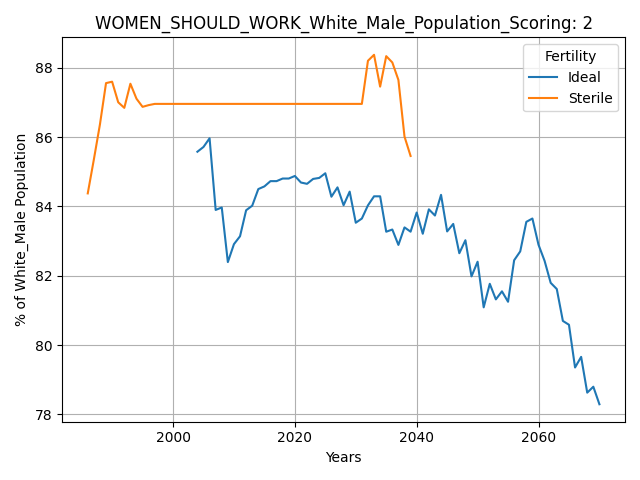 WOMEN_SHOULD_WORK_White_Male_Population_Scoring: 2
Fertility
Ideal
Sterile
% of White_Male Population
88
86
84
82
80
78
2000
2020
2040
2060
Years